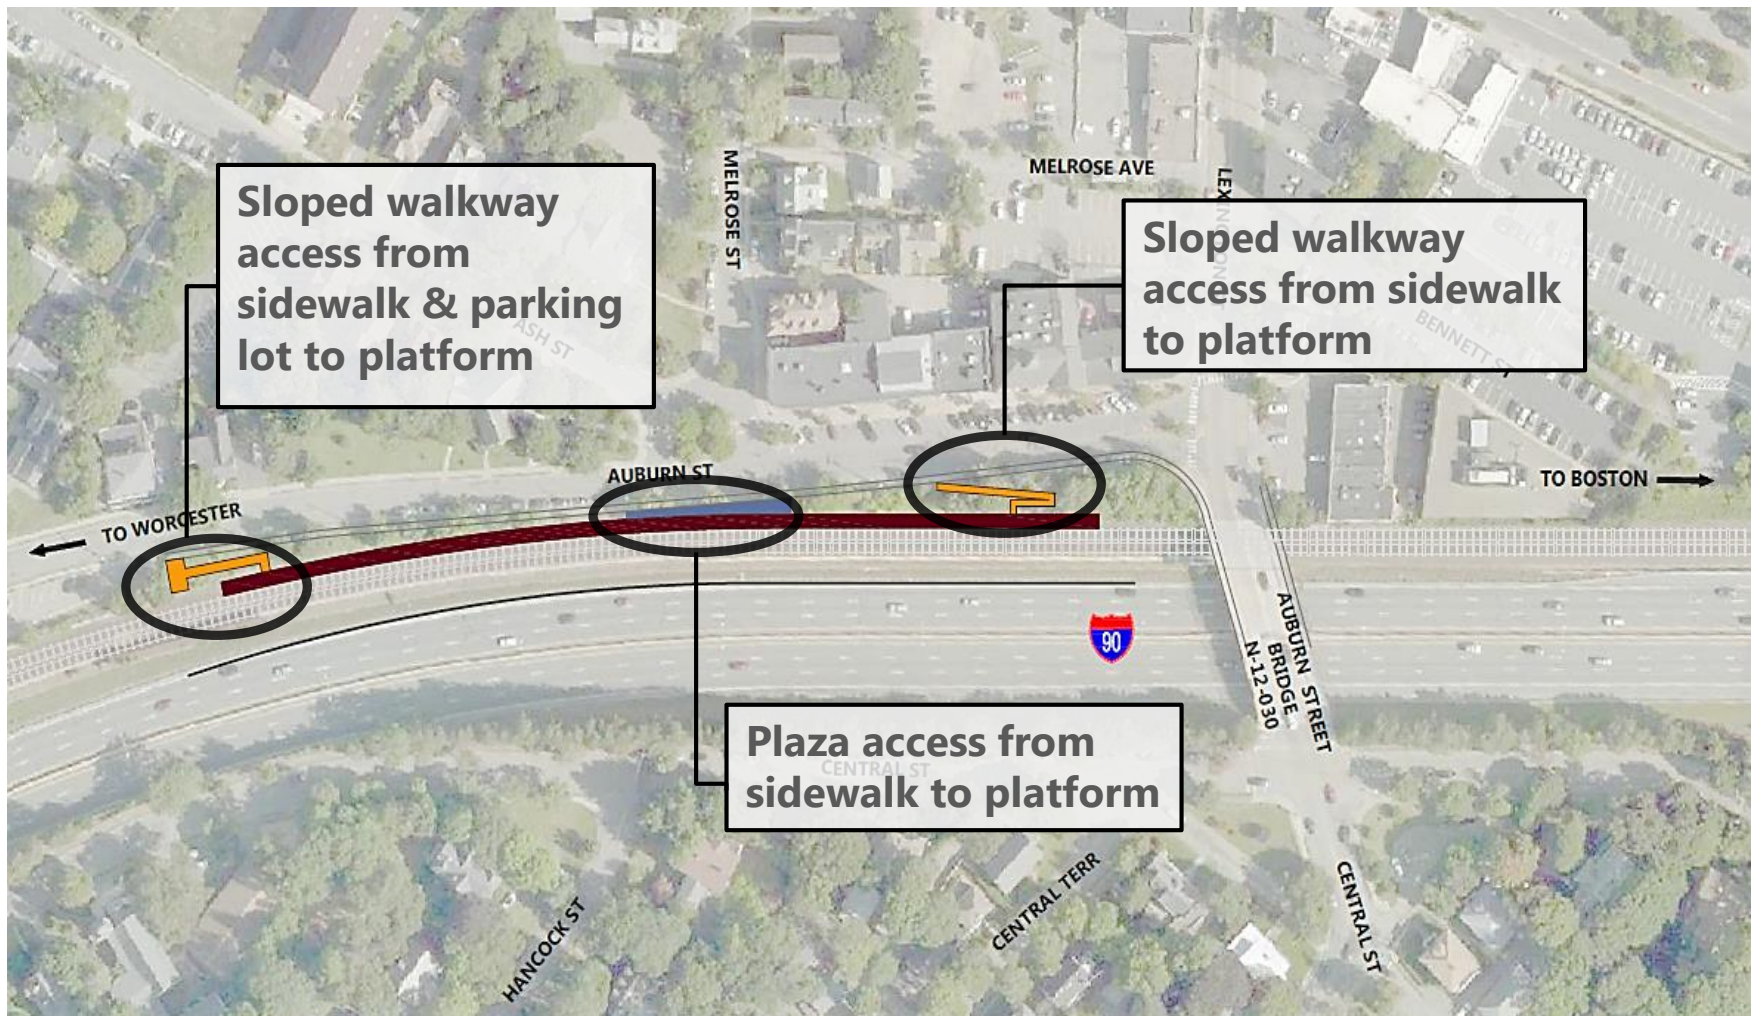 MELROSE ST
MELROSE AVE
Sloped walkway
access from
sidewalk & parking
lot to platform
Sloped walkway
access from sidewalk
to platform
ASH ST
BENNETT ST
AUBURN ST
TO BOSTON
TO WORCESTER
90
AUBURN STREET
BRIDGE
N-12-030
Plaza access from
sidewalk to platform
CENTRAL ST
HANCOCK ST
CENTRAL TERR
CENTRAL ST